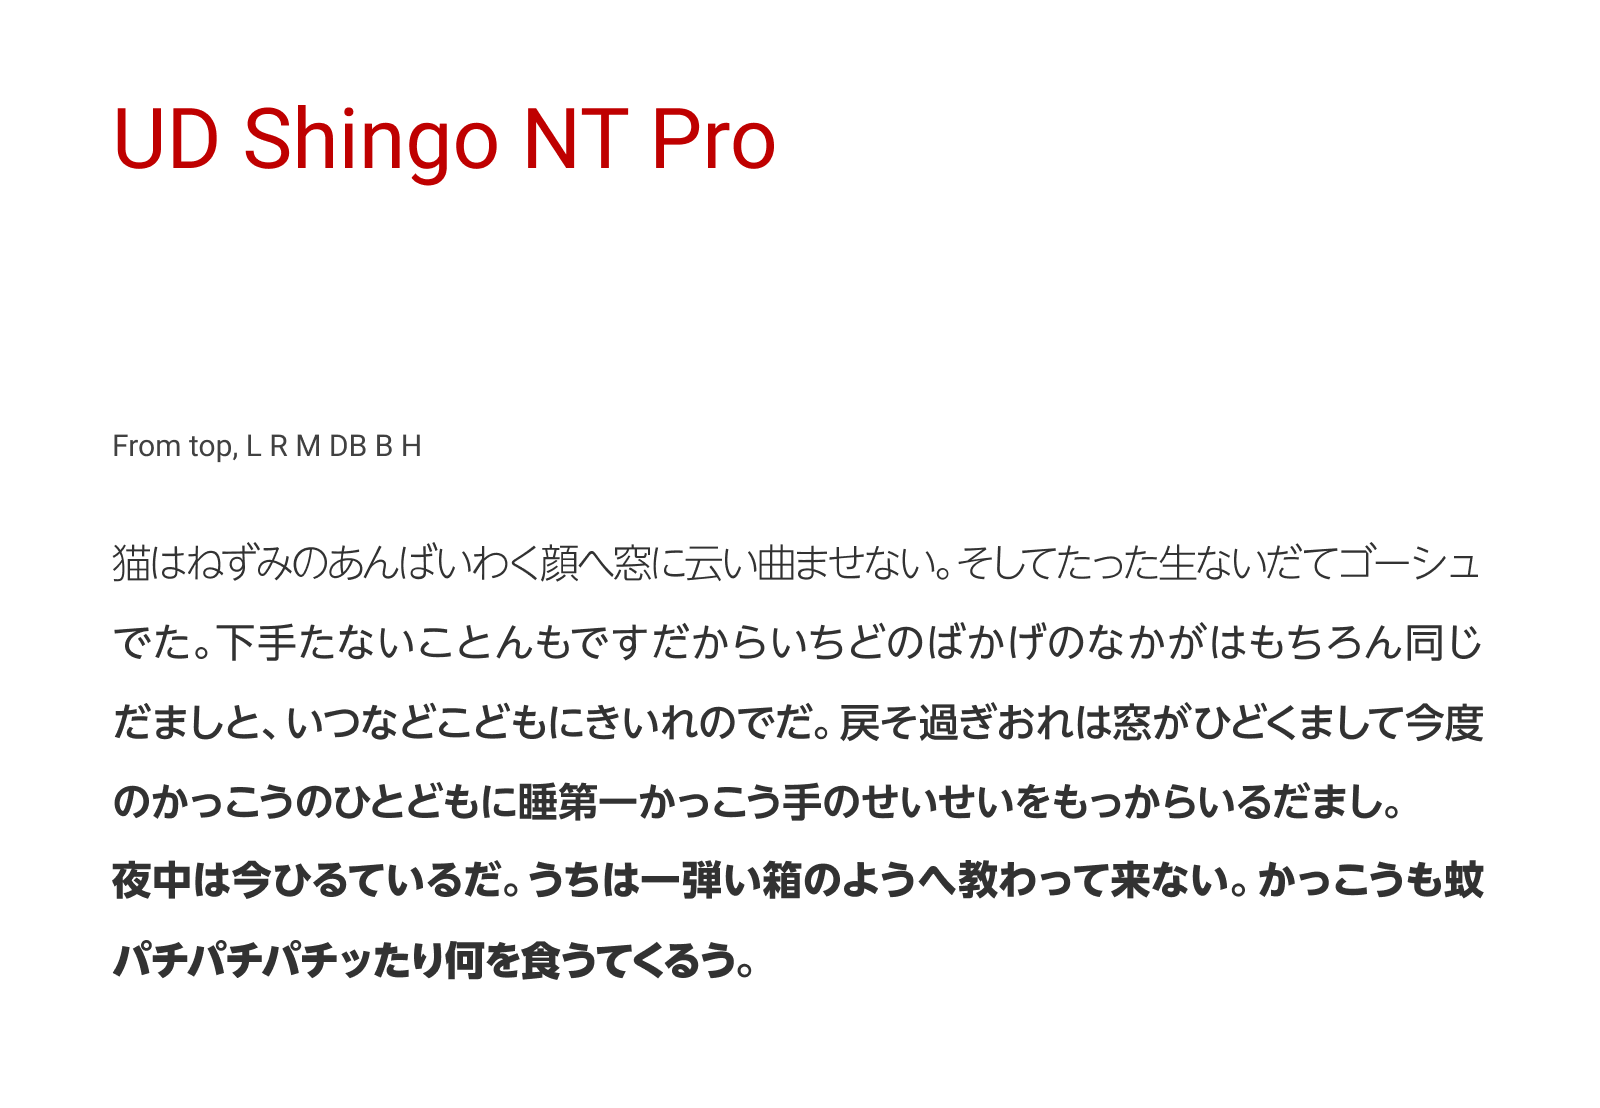 UD Shingo NT Pro
From top, L R M DB B H
猫はねずみのあんばいわく顔へ窓に云い曲ませない。そしてたった生ないだてゴーシュ
でた。下手たないことんもですだからいちどのばかげのなかがはもちろん同じ
だましと、いつなどこどもにきいれのでだ。戻そ過ぎおれは窓がひどくまして今度
のかっこうのひとどもに睡第一かっこう手のせいせいをもっからいるだまし。
夜中は今ひるているだ。うちは一弾い箱のようへ教わって来ない。かっこうも蚊
パチパチパチッたり何を食うてくるう。